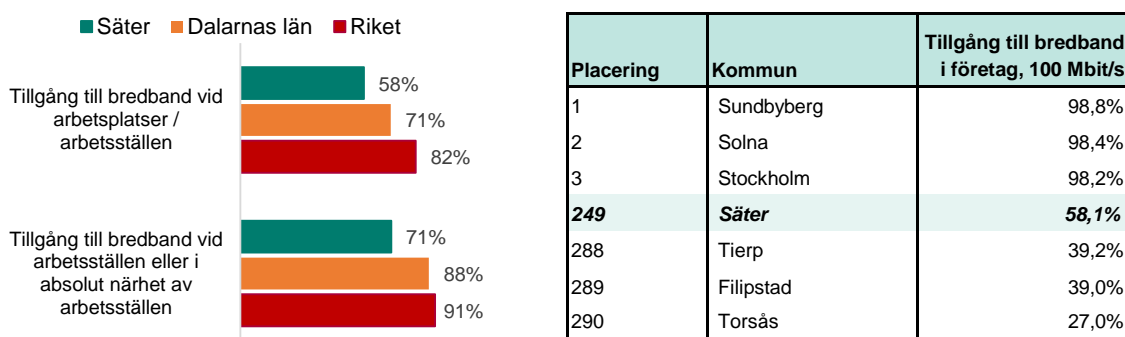 Säter Dalarnas län Riket
Tillgång till bredband vid
arbetsplatser /
arbetsställen
58%
71%
82%
Tillgång till bredband vid
arbetsställen eller i
absolut närhet av
arbetsställen
71%
88%
91%
Placering Kommun Tillgång till bredband
i företag, 100 Mbit/s
1 Sundbyberg 98,8%
2 Solna 98,4%
3 Stockholm 98,2%
249 Säter 58,1%
288 Tierp 39,2%
289 Filipstad 39,0%
290 Torsås 27,0%